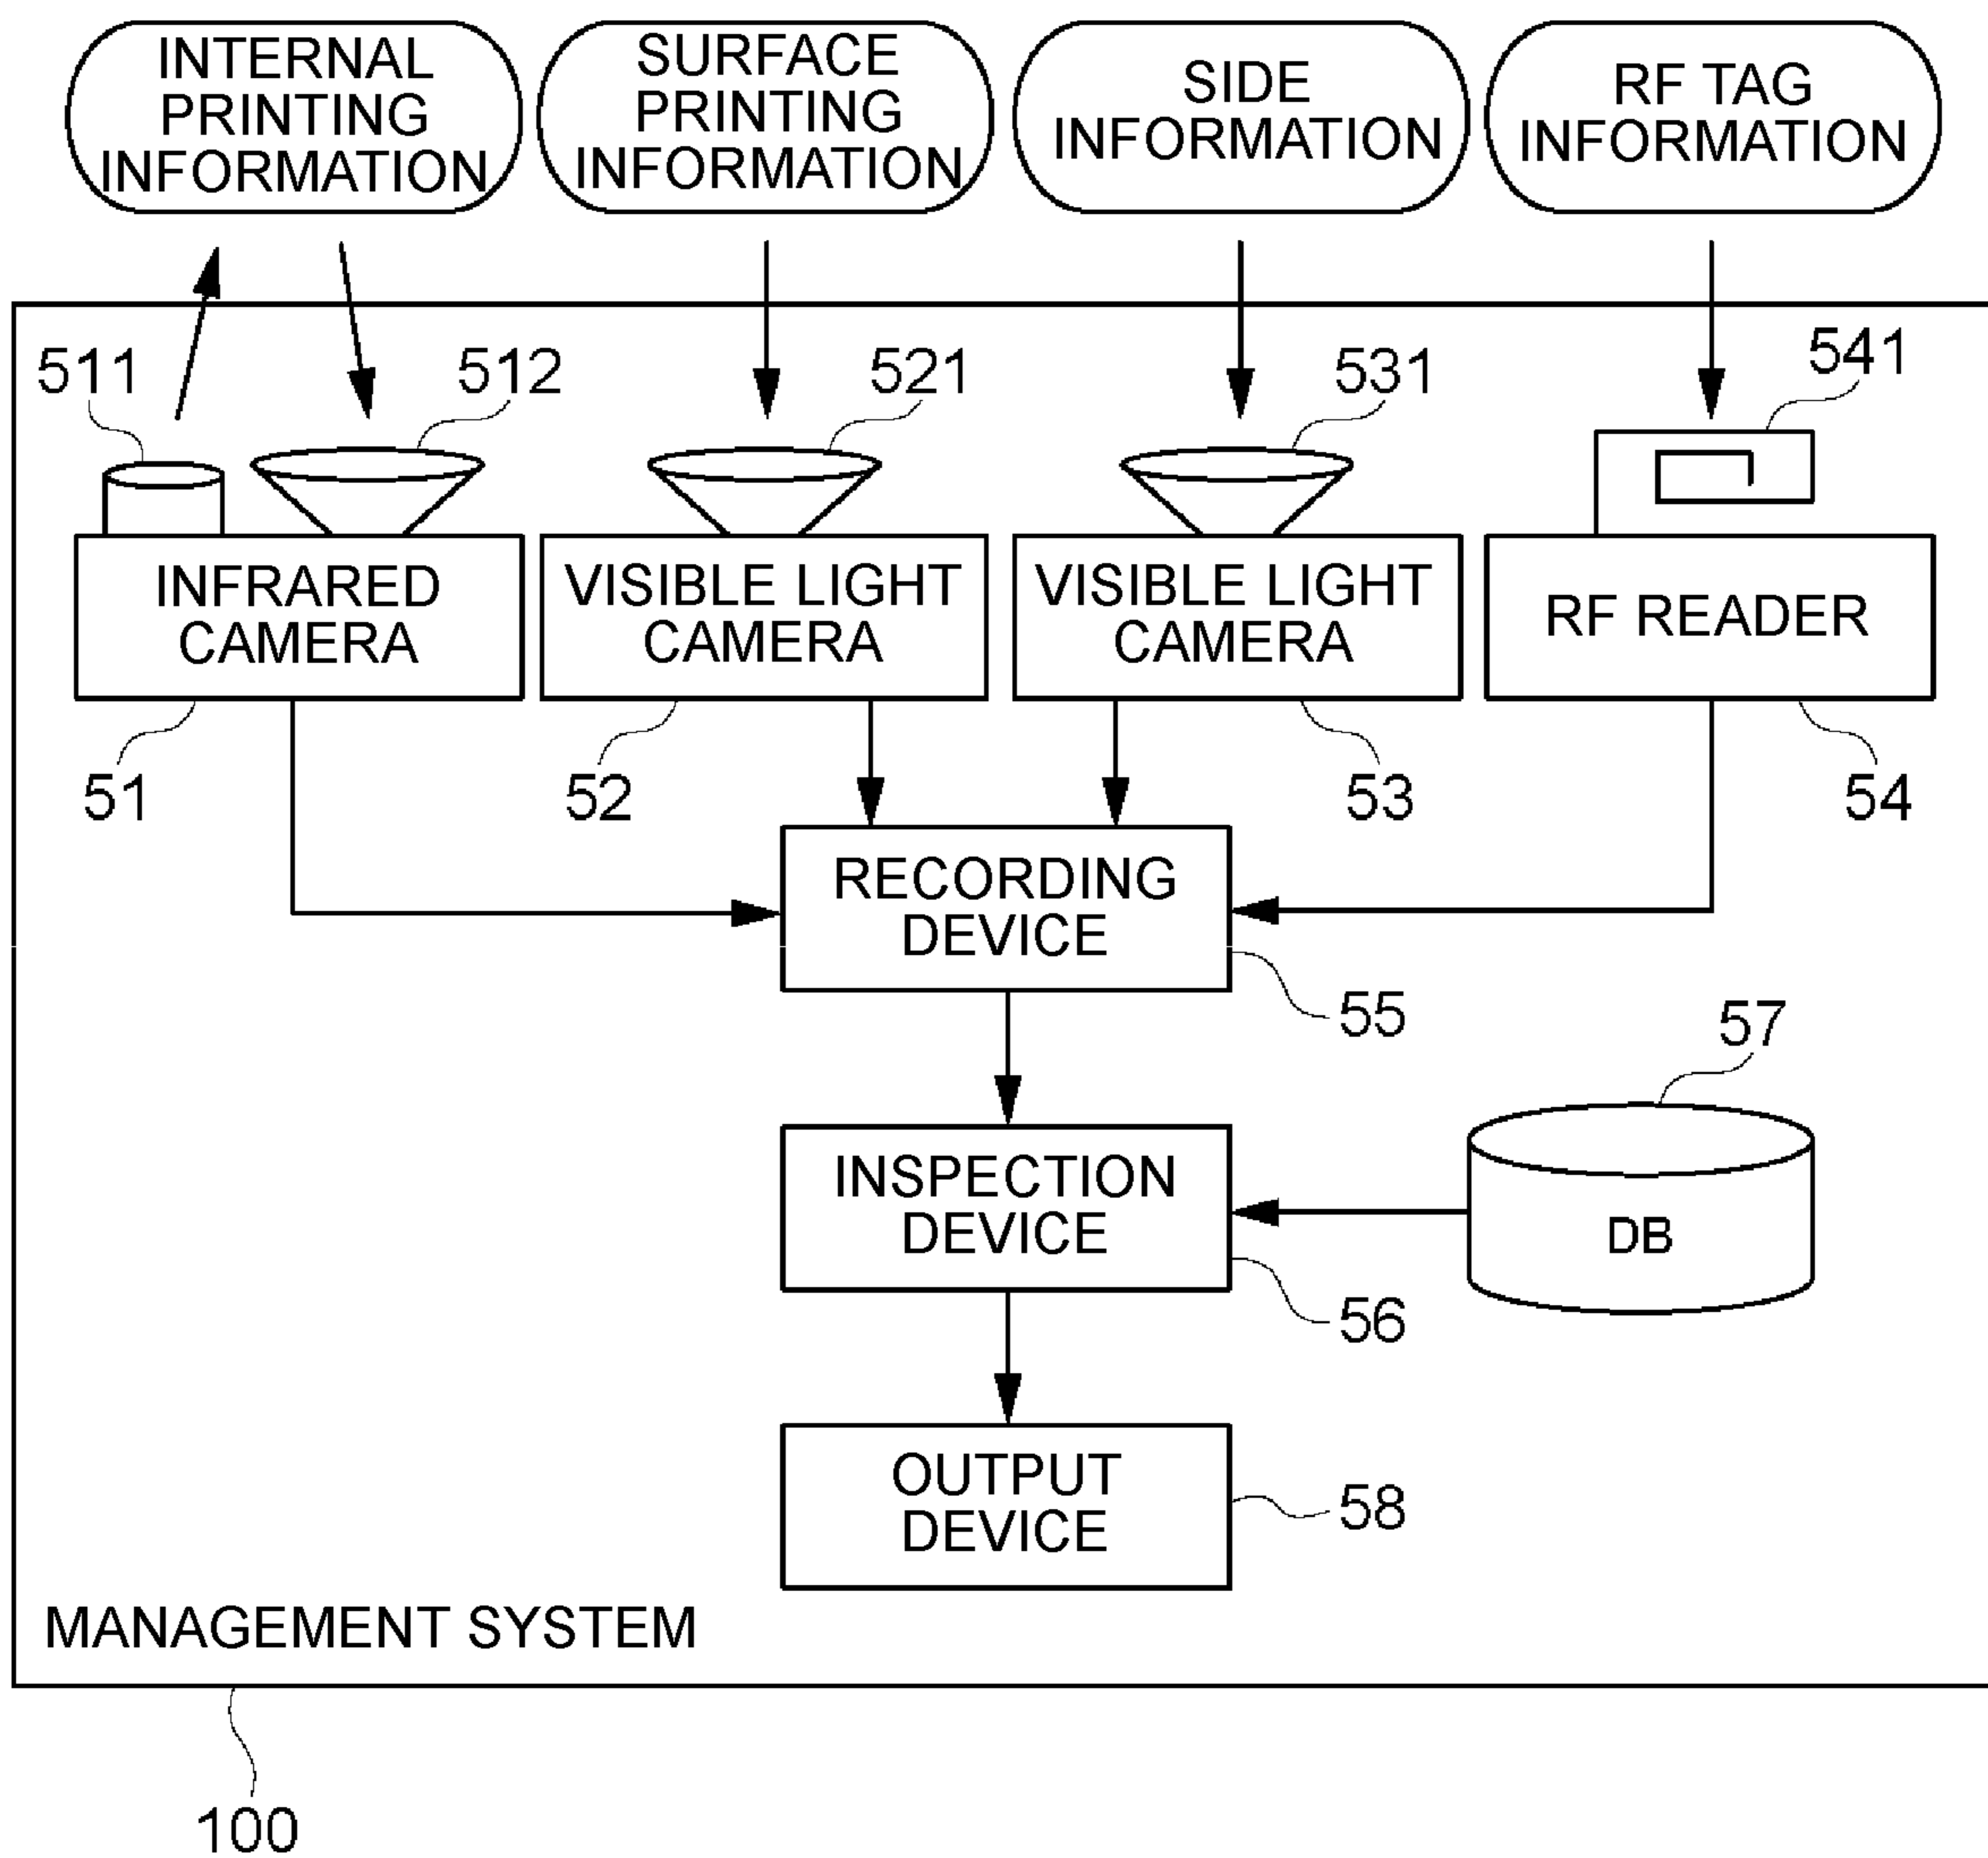 INTERNAL
PRINTING
INFORMATION
SURFACE
PRINTING
INFORMATION
SIDE
INFORMATION
RF TAG
INFORMATION
511
512
521
531
541
INFRARED
CAMERA
VISIBLE LIGHT
CAMERA
VISIBLE LIGHT
CAMERA
RF READER
51
52
53
54
RECORDING
DEVICE
55
57
INSPECTION
DEVICE
DB
56
OUTPUT
DEVICE
58
MANAGEMENT SYSTEM
100